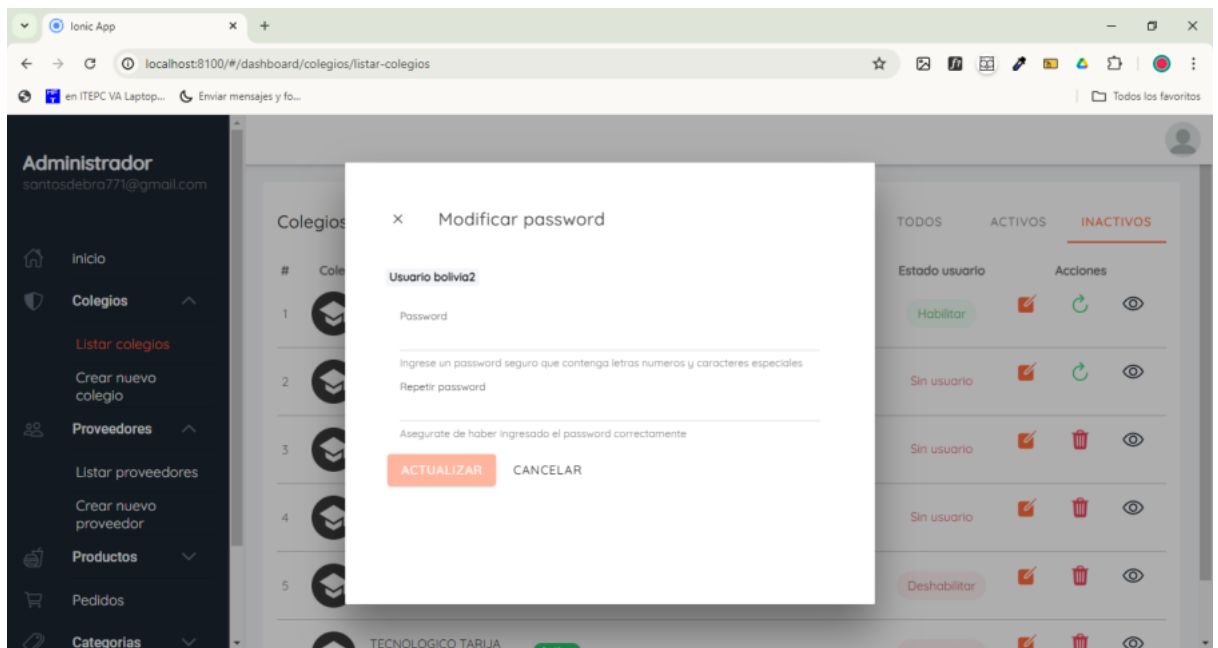 Ionic App
localhost:8100/#/dashboard/colegios/listar-colegios
en ITEPC VA Laptop...
Enviar mensajes y fo...
Todos los favoritos
Administrador
santosdebra771@gmail.com
inicio
Colegios
Listar colegios
Crear nuevo
colegio
Proveedores
Listar proveedores
Crear nuevo
proveedor
Productos
Pedidos
Categorias
Colegios
TODOS ACTIVOS INACTIVOS
# Cole Estado usuario Acciones
1 Habilitar
2 Sin usuario
3 Sin usuario
4 Sin usuario
5 Deshabilitar
TECNOLOGICO TARIJA
Modificar password
Usuario bolivia2
Password
Ingrese un password seguro que contenga letras numeros y caracteres especiales
Repetir password
Asegurate de haber ingresado el password correctamente
ACTUALIZAR CANCELAR